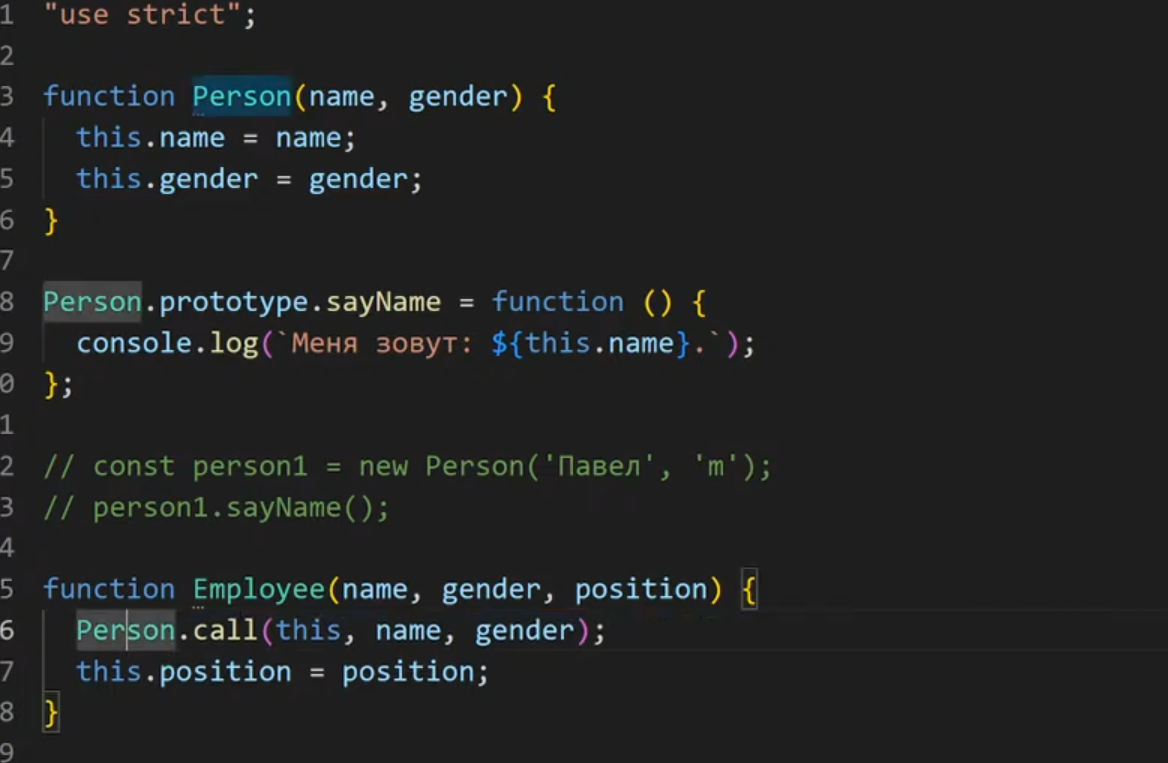 1 "use strict";
2
3 function Person(name, gender) {
4   this.name = name;
5   this.gender = gender;
6 }
7
8 Person.prototype.sayName = function () {
9   console.log(`Меня зовут: ${this.name}.`);
0 };
1
2 // const person1 = new Person('Павел', 'm');
3 // person1.sayName();
4
5 function Employee(name, gender, position) {
6   Person.call(this, name, gender);
7   this.position = position;
8 }
9